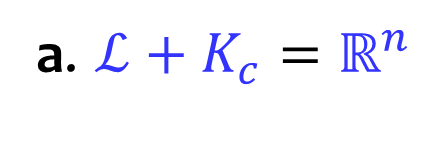 a. ℒ + K_c = ℝ^n